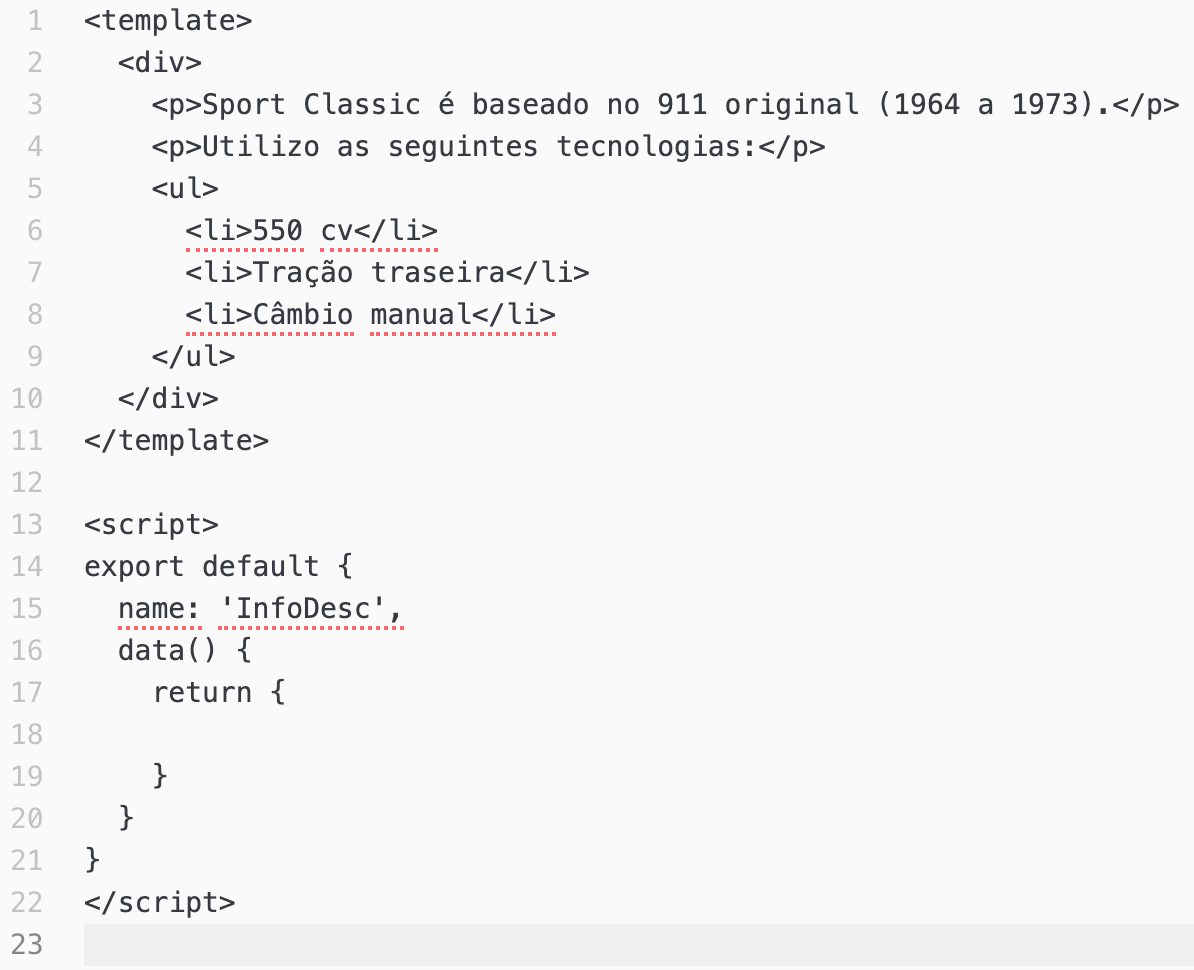 1 <template>
2   <div>
3     <p>Sport Classic é baseado no 911 original (1964 a 1973).</p>
4     <p>Utilizo as seguintes tecnologias:</p>
5     <ul>
6       <li>550 cv</li>
7       <li>Tração traseira</li>
8       <li>Câmbio manual</li>
9     </ul>
10   </div>
11 </template>
12
13 <script>
14 export default {
15   name: 'InfoDesc',
16   data() {
17     return {
18
19     }
20   }
21 }
22 </script>
23